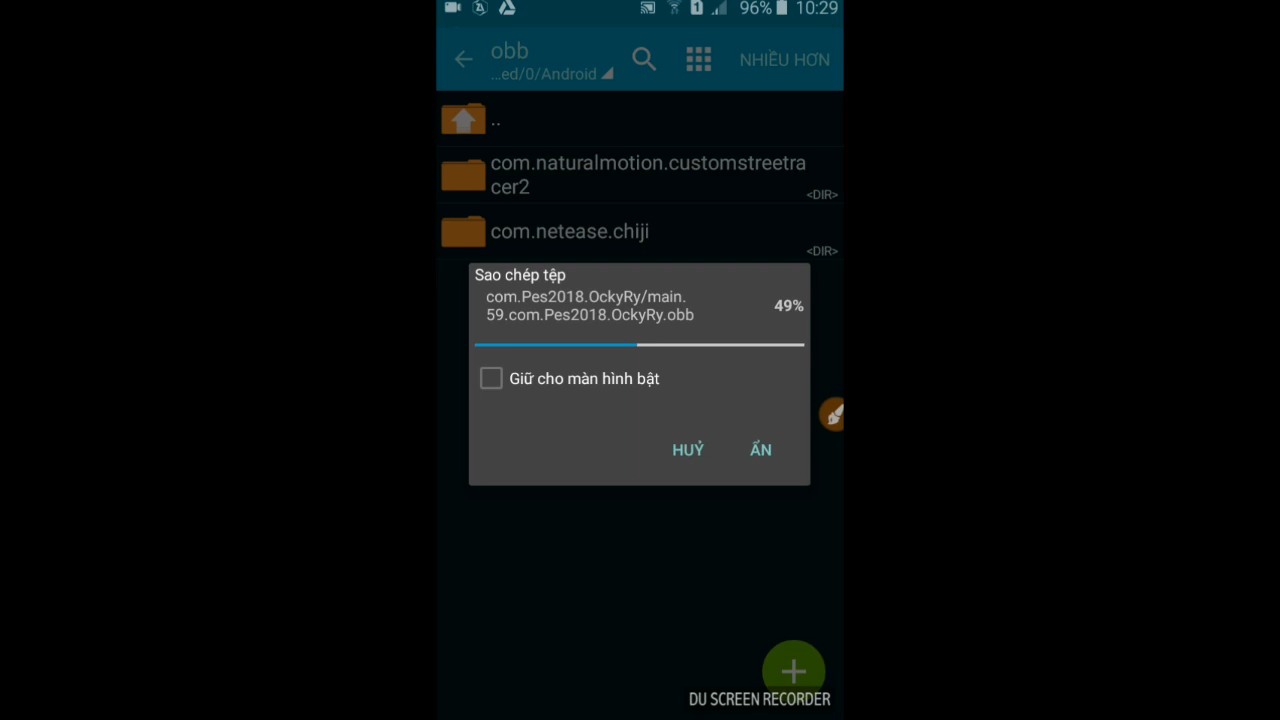 1 96% 10:29
obb
...ed/0/Android
NHIỀU HƠN
..
com.naturalmotion.customstreetra
cer2
<DIR>
com.netease.chiji
<DIR>
Sao chép tệp
com.Pes2018.OckyRy/main.
59.com.Pes2018.OckyRy.obb
49%
Giữ cho màn hình bật
HUỶ ẨN
DU SCREEN RECORDER